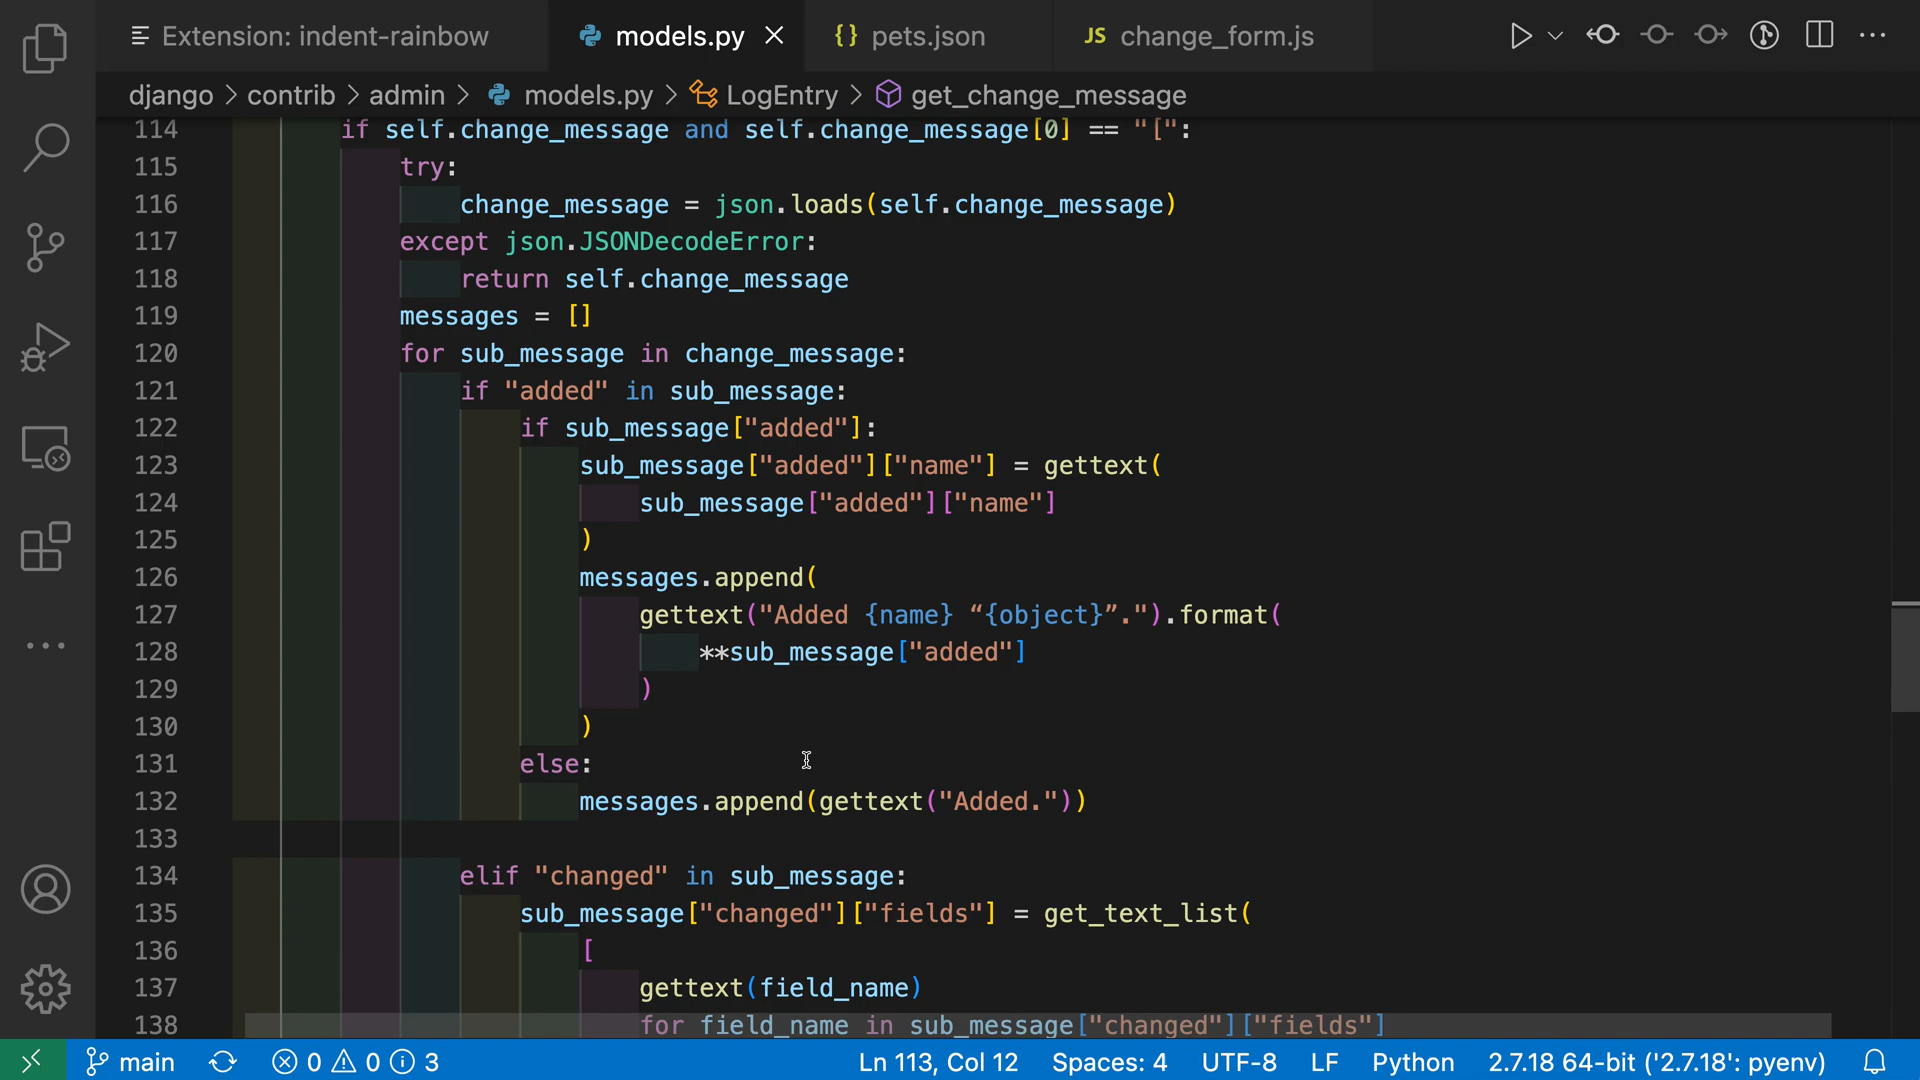 Extension: indent-rainbow
models.py
{} pets.json
JS change_form.js
django > contrib > admin > models.py > LogEntry > get_change_message
114 if self.change_message and self.change_message[0] == "[":
115 try:
116 change_message = json.loads(self.change_message)
117 except json.JSONDecodeError:
118 return self.change_message
119 messages = []
120 for sub_message in change_message:
121 if "added" in sub_message:
122 if sub_message["added"]:
123 sub_message["added"]["name"] = gettext(
124 sub_message["added"]["name"]
125 )
126 messages.append(
127 gettext("Added {name} “{object}”.").format(
128 **sub_message["added"]
129 )
130 )
131 else:
132 messages.append(gettext("Added."))
133
134 elif "changed" in sub_message:
135 sub_message["changed"]["fields"] = get_text_list(
136 [
137 gettext(field_name)
138 for field_name in sub_message["changed"]["fields"]
main 0 0 3 Ln 113, Col 12 Spaces: 4 UTF-8 LF Python 2.7.18 64-bit ('2.7.18': pyenv)